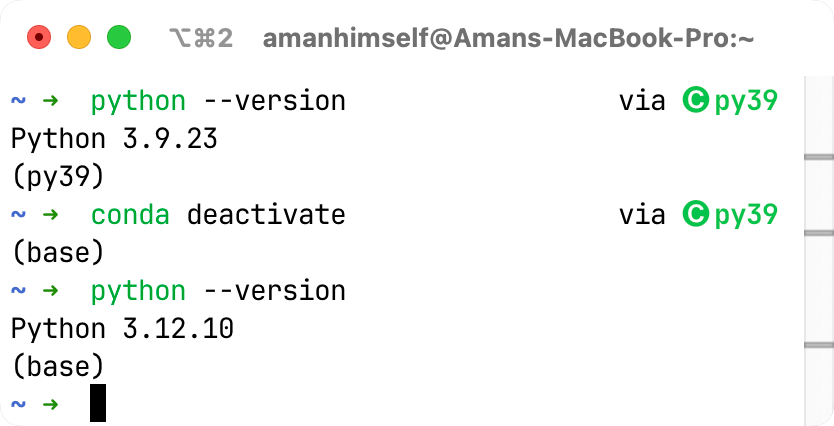 ⌥⌘2 amanhimself@Amans-MacBook-Pro:~
~ ➜ python --version via 🅒 py39
Python 3.9.23
(py39)
~ ➜ conda deactivate via 🅒 py39
(base)
~ ➜ python --version
Python 3.12.10
(base)
~ ➜